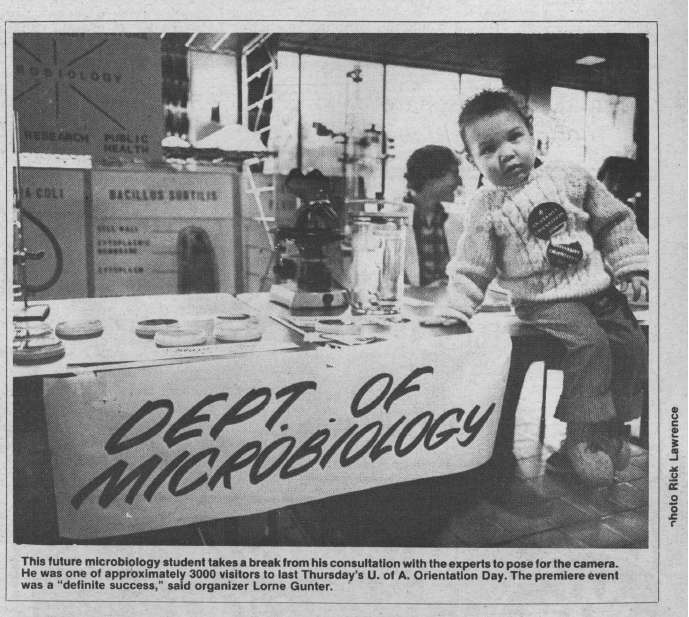 ROBIOLOGY
RESEARCH PUBLIC
HEALTH
A COLI
BACILLUS SUBTILIS
CELL WALL
CYTOPLASMIC
MEMBRANE
CYTOPLASM
DEPT. OF
MICROBIOLOGY
Photo Rick Lawrence
This future microbiology student takes a break from his consultation with the experts to pose for the camera.
He was one of approximately 3000 visitors to last Thursday's U. of A. Orientation Day. The premiere event
was a "definite success," said organizer Lorne Gunter.